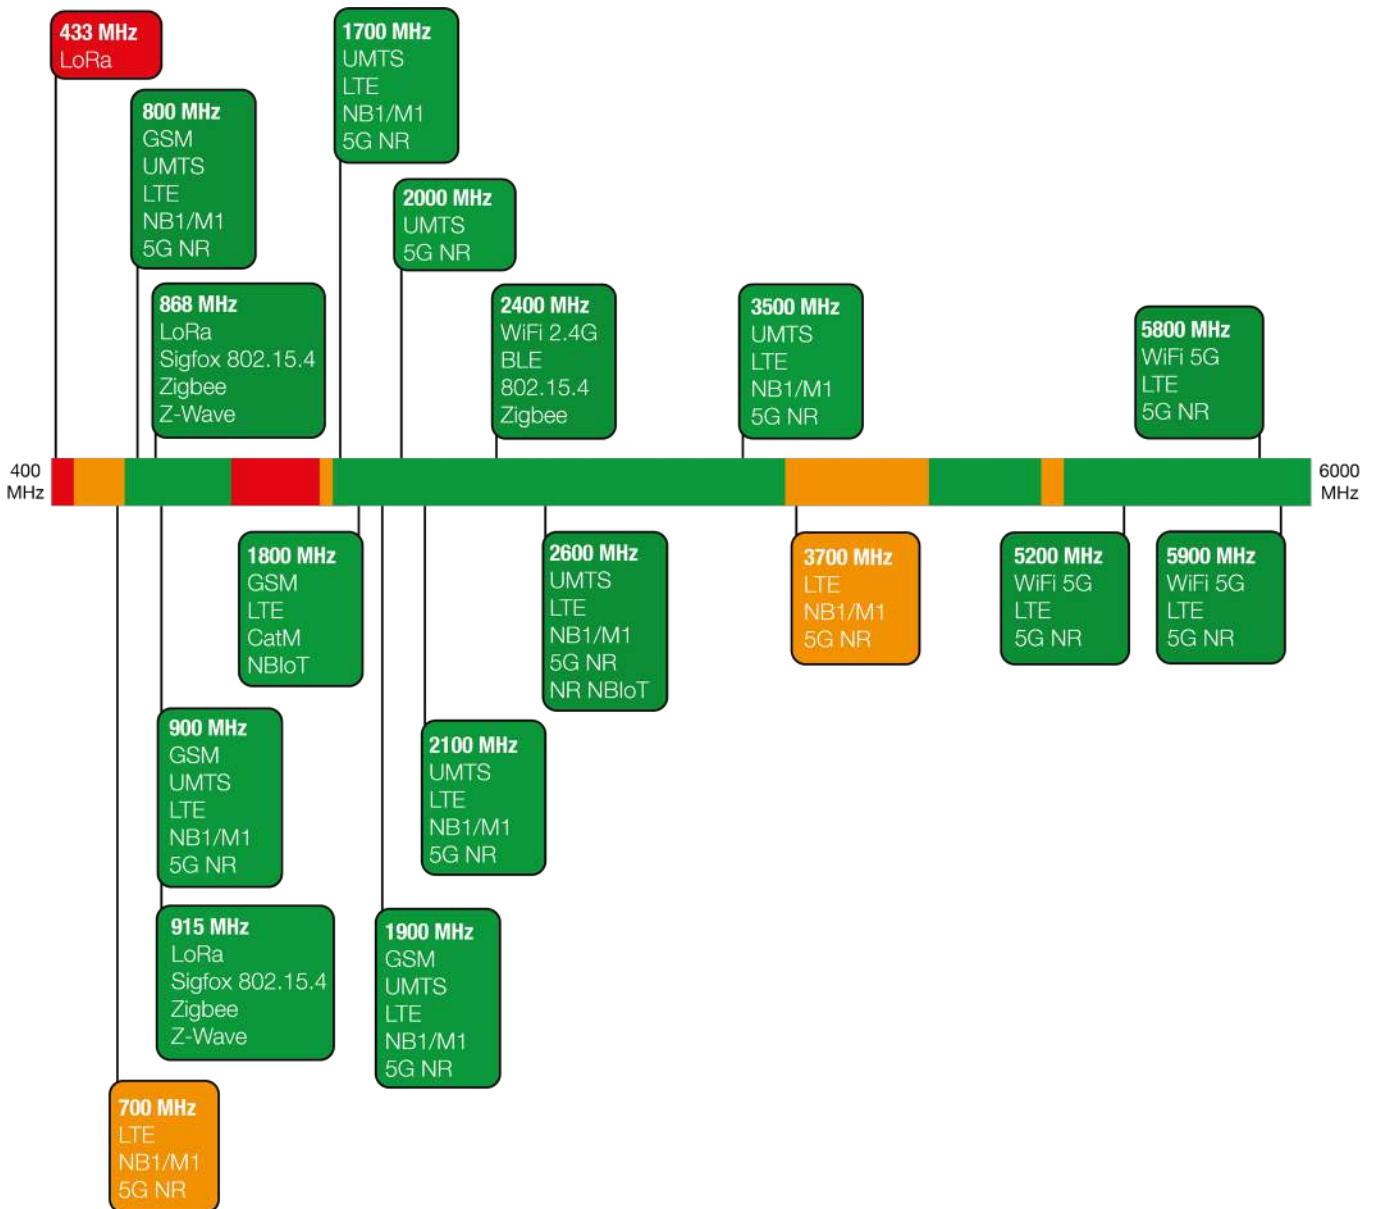 433 MHz
LoRa
800 MHz
GSM
UMTS
LTE
NB1/M1
5G NR
868 MHz
LoRa
Sigfox 802.15.4
Zigbee
Z-Wave
1700 MHz
UMTS
LTE
NB1/M1
5G NR
2000 MHz
UMTS
5G NR
2400 MHz
WiFi 2.4G
BLE
802.15.4
Zigbee
3500 MHz
UMTS
LTE
NB1/M1
5G NR
5800 MHz
WiFi 5G
LTE
5G NR
400
MHz
6000
MHz
1800 MHz
GSM
LTE
CatM
NBIoT
2600 MHz
UMTS
LTE
NB1/M1
5G NR
NR NBIoT
3700 MHz
LTE
NB1/M1
5G NR
5200 MHz
WiFi 5G
LTE
5G NR
5900 MHz
WiFi 5G
LTE
5G NR
900 MHz
GSM
UMTS
LTE
NB1/M1
5G NR
2100 MHz
UMTS
LTE
NB1/M1
5G NR
915 MHz
LoRa
Sigfox 802.15.4
Zigbee
Z-Wave
1900 MHz
GSM
UMTS
LTE
NB1/M1
5G NR
700 MHz
LTE
NB1/M1
5G NR